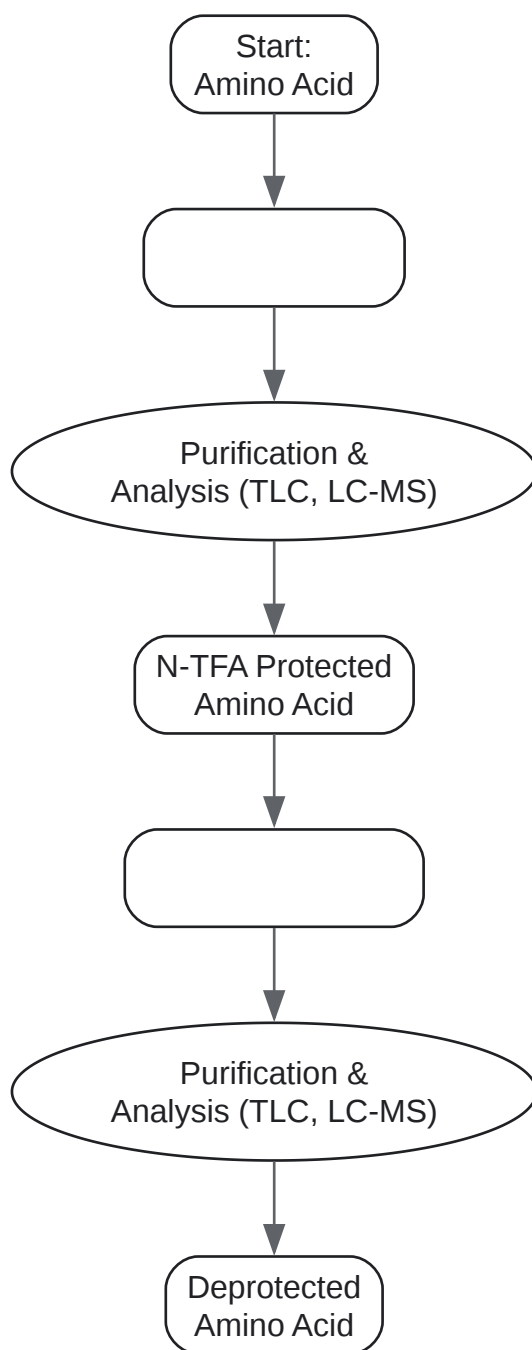 Start:
Amino Acid
Purification &
Analysis (TLC, LC-MS)
N-TFA Protected
Amino Acid
Purification &
Analysis (TLC, LC-MS)
Deprotected
Amino Acid